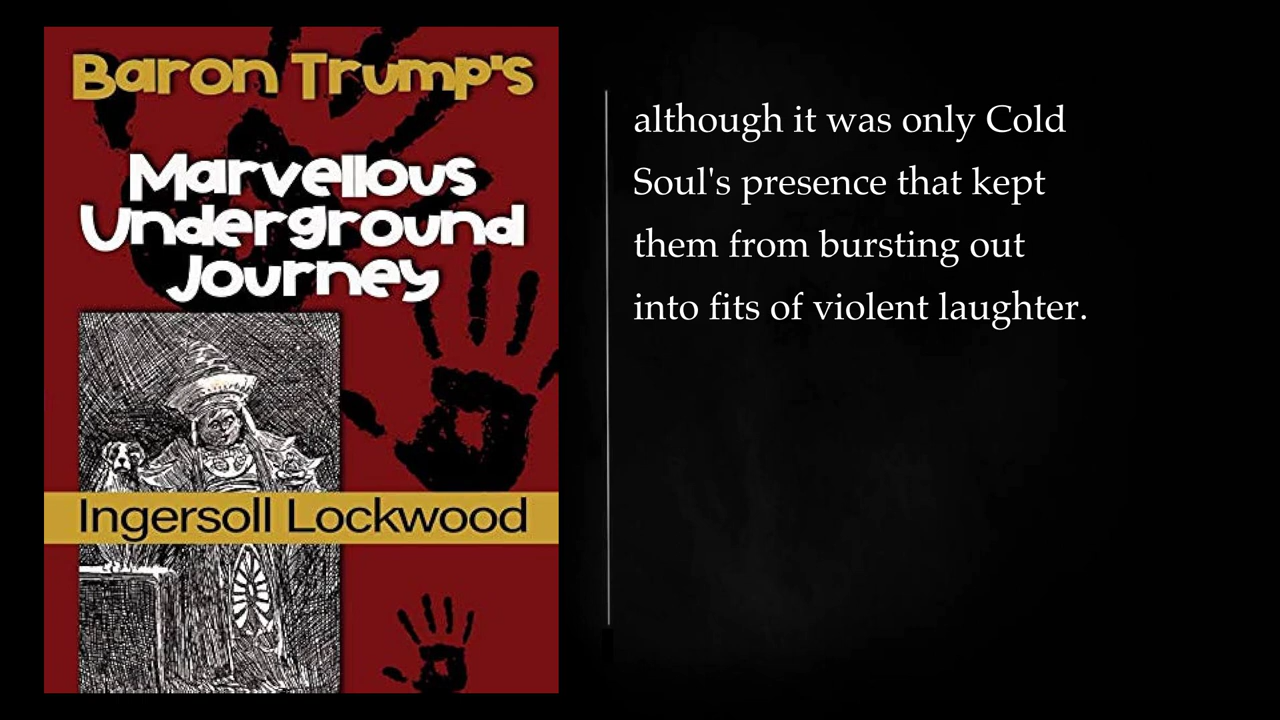 Baron Trump's
Marvellous
Underground
Journey
Ingersoll Lockwood
although it was only Cold
Soul's presence that kept
them from bursting out
into fits of violent laughter.